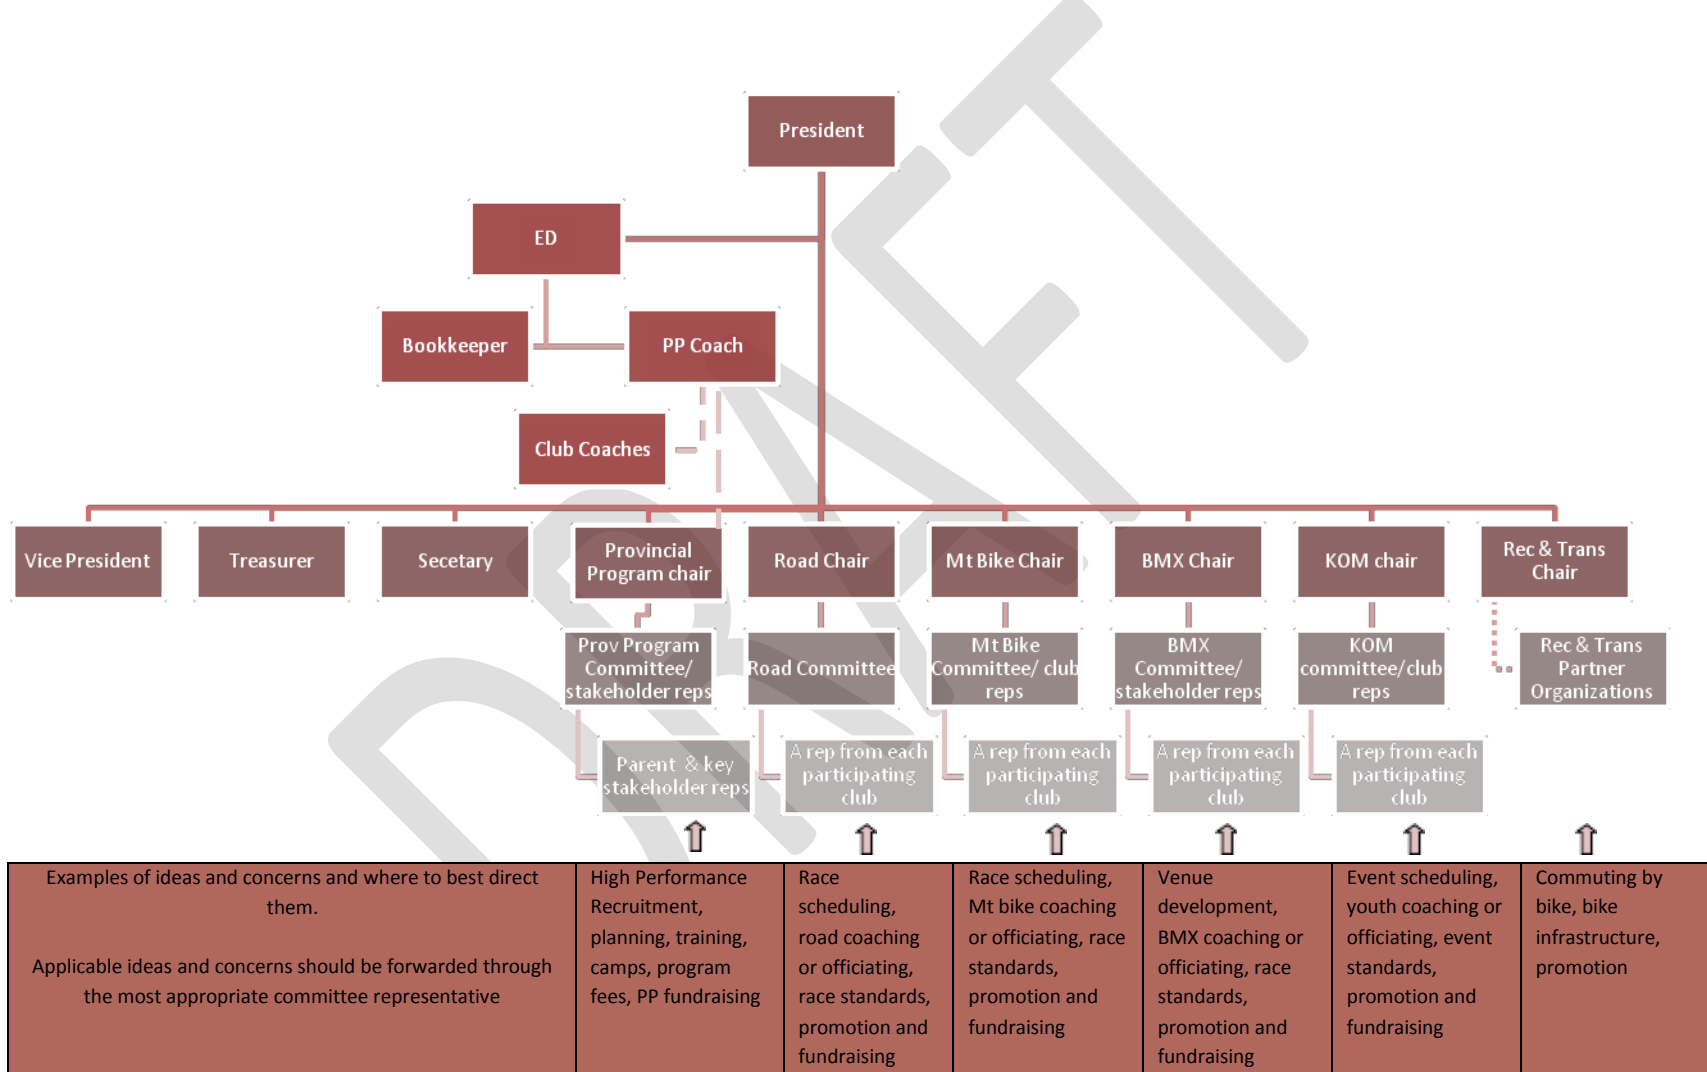 President
ED
Bookkeeper
PP Coach
Club Coaches
Vice President
Treasurer
Secetary
Provincial
Program chair
Road Chair
Mt Bike Chair
BMX Chair
KOM chair
Rec & Trans
Chair
Prov Program
Committee/
stakeholder reps
Road Committee
Mt Bike
Committee/ club
reps
BMX
Committee/
stakeholder reps
KOM
committee/club
reps
Rec & Trans
Partner
Organizations
Parent & key
stakeholder reps
A rep from each
participating
club
A rep from each
participating
club
A rep from each
participating
club
A rep from each
participating
club
Examples of ideas and concerns and where to best direct
them.
Applicable ideas and concerns should be forwarded through
the most appropriate committee representative
High Performance
Recruitment,
planning, training,
camps, program
fees, PP fundraising
Race
scheduling,
road coaching
or officiating,
race standards,
promotion and
fundraising
Race scheduling,
Mt bike coaching
or officiating, race
standards,
promotion and
fundraising
Venue
development,
BMX coaching or
officiating, race
standards,
promotion and
fundraising
Event scheduling,
youth coaching or
officiating, event
standards,
promotion and
fundraising
Commuting by
bike, bike
infrastructure,
promotion
DRAFT